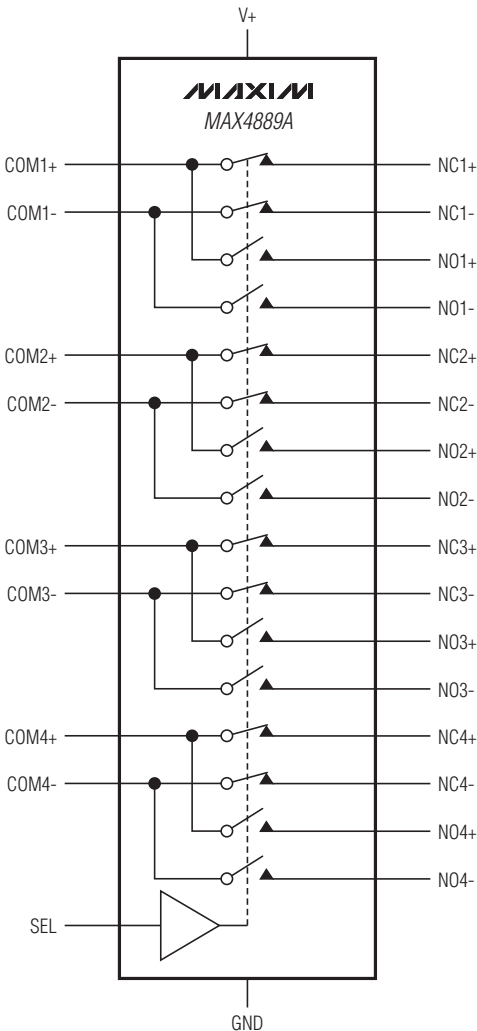 V+
MAXIM
MAX4889A
COM1+
NC1+
COM1-
NC1-
NO1+
NO1-
COM2+
NC2+
COM2-
NC2-
NO2+
NO2-
COM3+
NC3+
COM3-
NC3-
NO3+
NO3-
COM4+
NC4+
COM4-
NC4-
NO4+
NO4-
SEL
GND